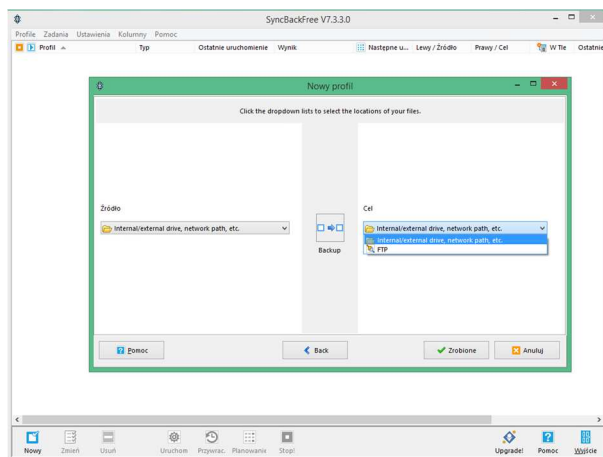 SyncBackFree V7.3.3.0
Profile Zadania Ustawienia Kolumny Pomoc
Profil Typ Ostatnie uruchomienie Wynik Następne u... Lewy / Źródło Prawy / Cel W Tle Ostatnie
Nowy profil
Click the dropdown lists to select the locations of your files.
Źródło
Cel
Internal/external drive, network path, etc.
Internal/external drive, network path, etc.
Internal/external drive, network path, etc.
FTP
Backup
Pomoc Back Zrobione Anuluj
Nowy Zmień Usuń Uruchom Przywrac. Planowanie Stop! Upgrade! Pomoc Wyjście